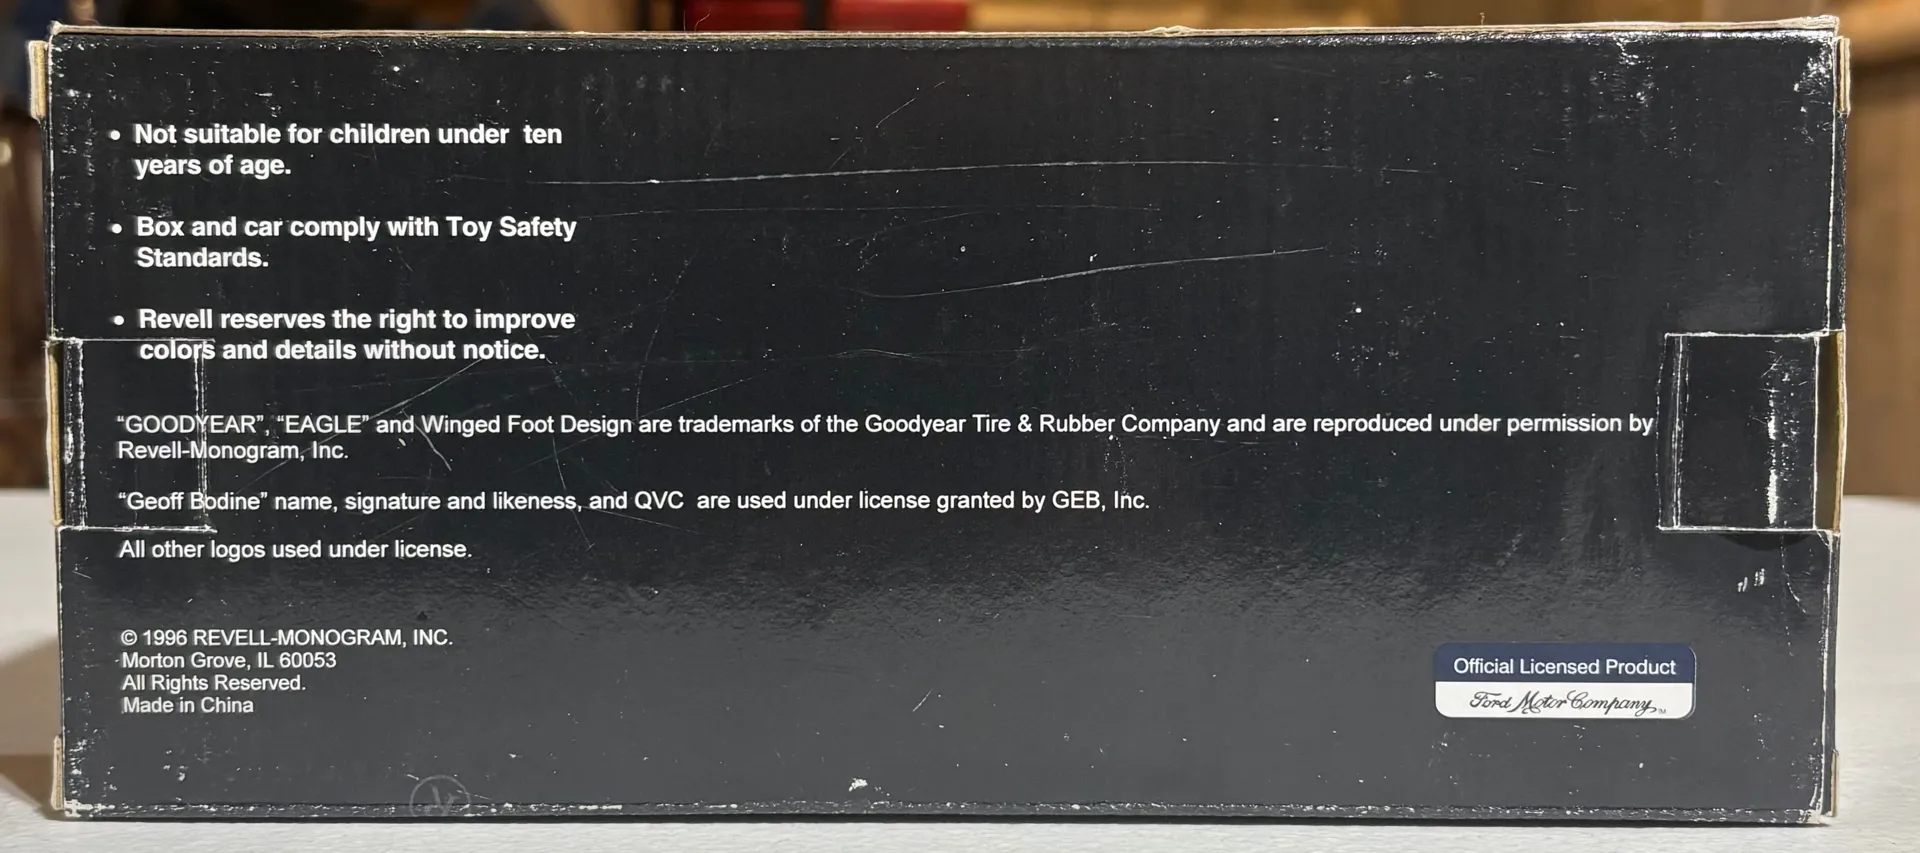 • Not suitable for children under ten
years of age.
• Box and car comply with Toy Safety
Standards.
• Revell reserves the right to improve
colors and details without notice.
“GOODYEAR”, “EAGLE” and Winged Foot Design are trademarks of the Goodyear Tire & Rubber Company and are reproduced under permission by
Revell-Monogram, Inc.
“Geoff Bodine” name, signature and likeness, and QVC are used under license granted by GEB, Inc.
All other logos used under license.
© 1996 REVELL-MONOGRAM, INC.
Morton Grove, IL 60053
All Rights Reserved.
Made in China
Official Licensed Product
Ford Motor Company™